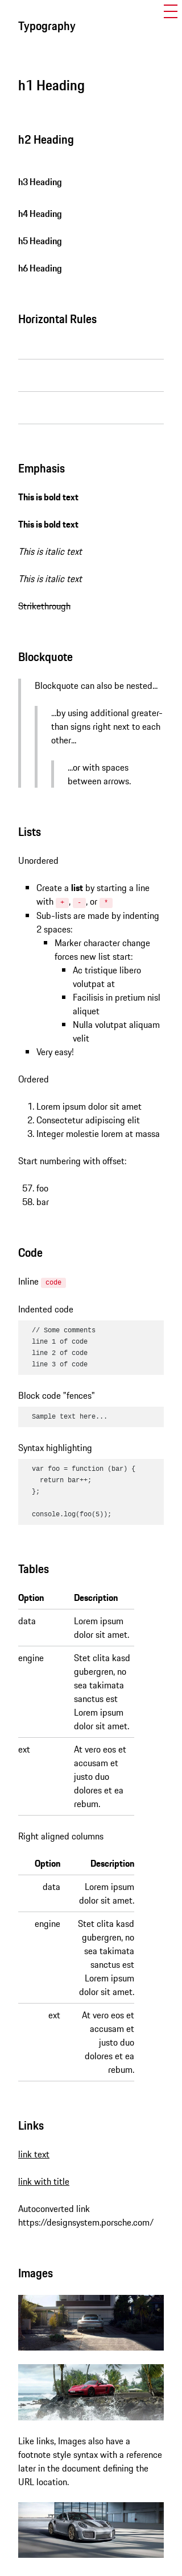 Typography
h1 Heading
h2 Heading
h3 Heading
h4 Heading
h5 Heading
h6 Heading
Horizontal Rules
Emphasis
This is bold text
This is bold text
This is italic text
This is italic text
Strikethrough
Blockquote
Blockquote can also be nested...
...by using additional greater-
than signs right next to each
other...
...or with spaces
between arrows.
Lists
Unordered
Create a list by starting a line
with +, -, or *
Sub-lists are made by indenting
2 spaces:
Marker character change
forces new list start:
Ac tristique libero
volutpat at
Facilisis in pretium nisl
aliquet
Nulla volutpat aliquam
velit
Very easy!
Ordered
1. Lorem ipsum dolor sit amet
2. Consectetur adipiscing elit
3. Integer molestie lorem at massa
Start numbering with offset:
57. foo
58. bar
Code
Inline code
Indented code
// Some comments
line 1 of code
line 2 of code
line 3 of code
Block code "fences"
Sample text here...
Syntax highlighting
var foo = function (bar) {
return bar++;
};
console.log(foo(5));
Tables
Option Description
data Lorem ipsum
dolor sit amet.
engine Stet clita kasd
gubergren, no
sea takimata
sanctus est
Lorem ipsum
dolor sit amet.
ext At vero eos et
accusam et
justo duo
dolores et ea
rebum.
Right aligned columns
Option Description
data Lorem ipsum
dolor sit amet.
engine Stet clita kasd
gubergren, no
sea takimata
sanctus est
Lorem ipsum
dolor sit amet.
ext At vero eos et
accusam et
justo duo
dolores et ea
rebum.
Links
link text
link with title
Autoconverted link
https://designsystem.porsche.com/
Images
Like links, Images also have a
footnote style syntax with a reference
later in the document defining the
URL location.